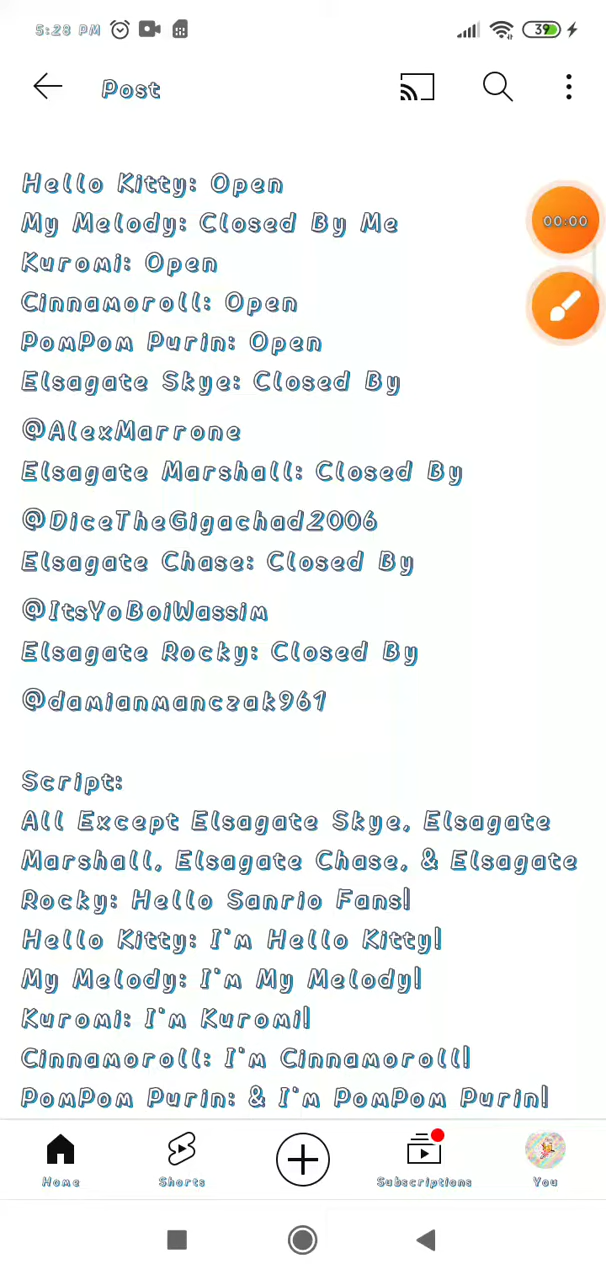 5:28 PM
39
Post
Hello Kitty: Open
00:00
My Melody: Closed By Me
Kuromi: Open
Cinnamoroll: Open
PomPom Purin: Open
Elsagate Skye: Closed By
@AlexMarrone
Elsagate Marshall: Closed By
@DiceTheGigachad2006
Elsagate Chase: Closed By
@ItsYoBoiWassim
Elsagate Rocky: Closed By
@damianmanczak961
Script:
All Except Elsagate Skye, Elsagate
Marshall, Elsagate Chase, & Elsagate
Rocky: Hello Sanrio Fans!
Hello Kitty: I'm Hello Kitty!
My Melody: I'm My Melody!
Kuromi: I'm Kuromi!
Cinnamoroll: I'm Cinnamoroll!
PomPom Purin: & I'm PomPom Purin!
Home
Shorts
Subscriptions
You